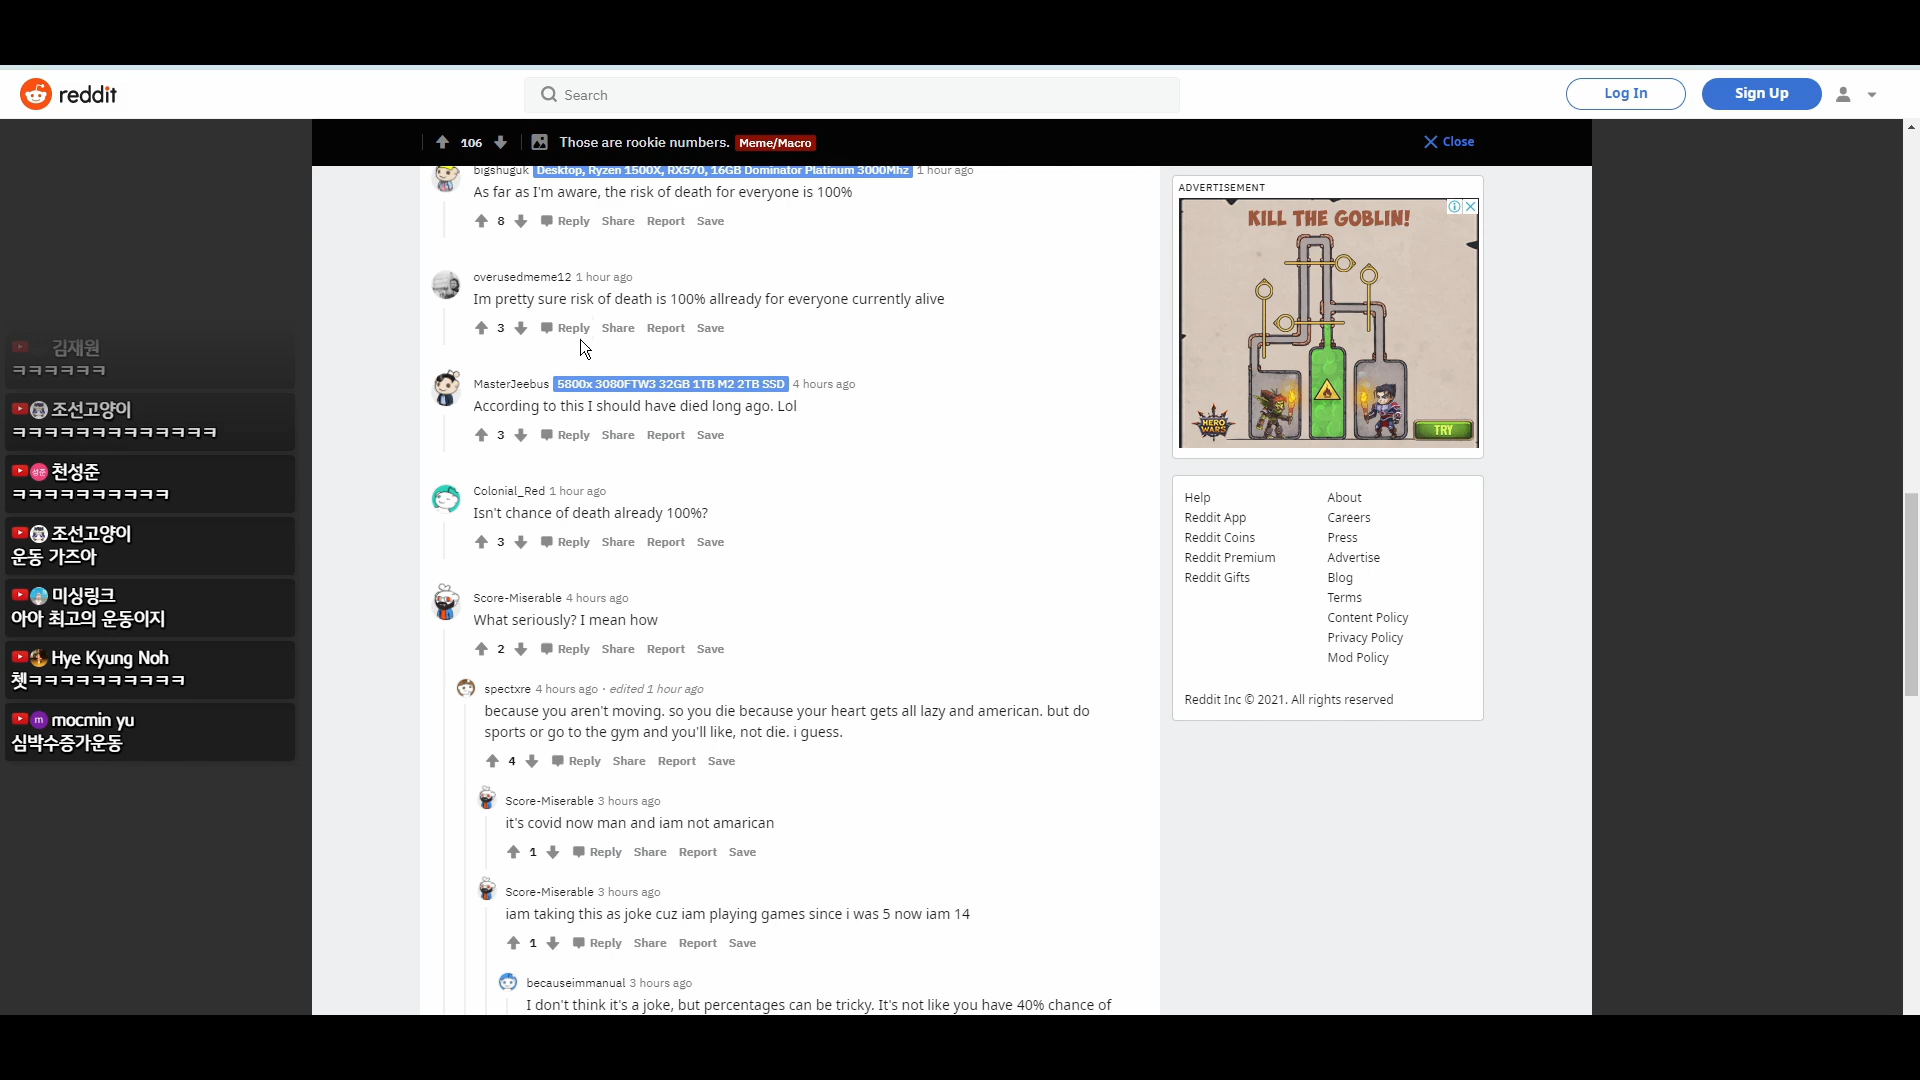 reddit
Search
Log In
Sign Up
106
Those are rookie numbers.
Meme/Macro
Close
bigshuguk Desktop, Ryzen 1500X, RX570, 16GB Dominator Platinum 3000Mhz 1 hour ago
As far as I'm aware, the risk of death for everyone is 100%
8 Reply Share Report Save
overusedmeme12 1 hour ago
Im pretty sure risk of death is 100% allready for everyone currently alive
3 Reply Share Report Save
MasterJeebus 5800x 3080FTW3 32GB 1TB M2 2TB SSD 4 hours ago
According to this I should have died long ago. Lol
3 Reply Share Report Save
Colonial_Red 1 hour ago
Isn't chance of death already 100%?
3 Reply Share Report Save
Score-Miserable 4 hours ago
What seriously? I mean how
2 Reply Share Report Save
spectxre 4 hours ago · edited 1 hour ago
because you aren't moving. so you die because your heart gets all lazy and american. but do
sports or go to the gym and you'll like, not die. i guess.
4 Reply Share Report Save
Score-Miserable 3 hours ago
it's covid now man and iam not amarican
1 Reply Share Report Save
Score-Miserable 3 hours ago
iam taking this as joke cuz iam playing games since i was 5 now iam 14
1 Reply Share Report Save
becauseimmanual 3 hours ago
I don't think it's a joke, but percentages can be tricky. It's not like you have 40% chance of
김재원
ㅋㅋㅋㅋㅋㅋ
조선고양이
ㅋㅋㅋㅋㅋㅋㅋㅋㅋㅋㅋㅋㅋ
성준 천성준
ㅋㅋㅋㅋㅋㅋㅋㅋㅋㅋ
조선고양이
운동 가즈아
미싱링크
아아 최고의 운동이지
Hye Kyung Noh
쳇ㅋㅋㅋㅋㅋㅋㅋㅋㅋㅋ
m mocmin yu
심박수증가운동
ADVERTISEMENT
KILL THE GOBLIN!
HERO
WARS
TRY
Help
Reddit App
Reddit Coins
Reddit Premium
Reddit Gifts
About
Careers
Press
Advertise
Blog
Terms
Content Policy
Privacy Policy
Mod Policy
Reddit Inc © 2021. All rights reserved